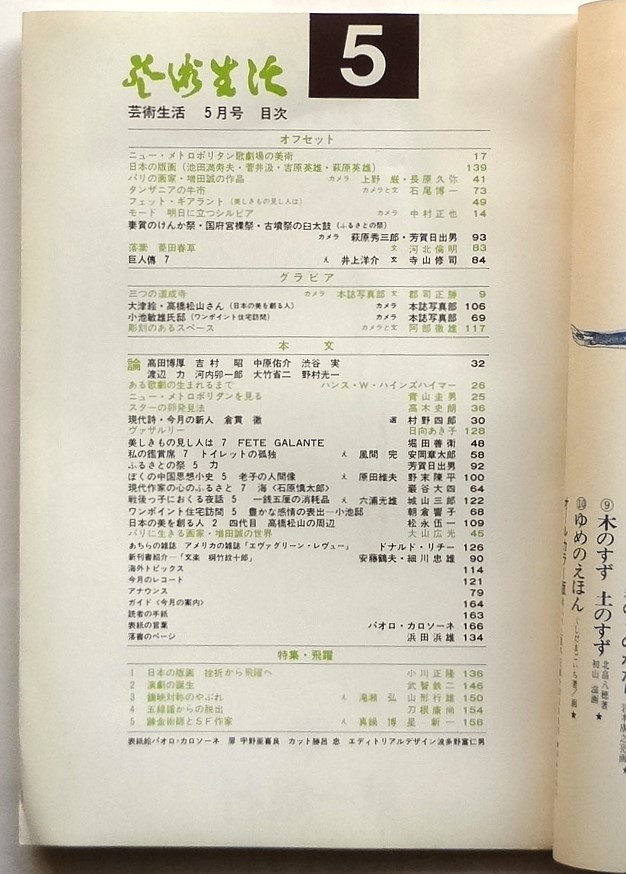 藝術生活
5
芸術生活 5月号 目次
オフセット
ニュー・メトロポリタン歌劇場の美術 17
日本の版画（池田満寿夫・菅井汲・吉原英雄・萩原英雄） 139
パリの画家・増田誠の作品 カメラ 上野 巌・長原久弥 41
タンザニアの牛市 カメラと文 石尾博一 73
フェット・ギアラント（美しきもの見し人は） 49
モード 明日に立つシルビア カメラ 中村正也 14
妻賀のけんか祭・国府宮裸祭・古墳祭の臼太鼓（ふるさとの祭）
カメラ 萩原秀三郎・芳賀日出男 93
落葉 菱田春草 文 河北倫明 83
巨人傳 7 え 井上洋介 文 寺山修司 84
グラビア
三つの道成寺 カメラ 本誌写真部 文 郡司正勝 9
大津絵・高橋松山さん（日本の美を創る人） カメラ 本誌写真部 106
小池敏雄氏邸（ワンポイント住宅訪問） カメラ 本誌写真部 69
彫刻のあるスペース カメラと文 阿部徹雄 117
本文
論 高田博厚 吉村 昭 中原佑介 渋谷 実 32
渡辺 力 河内卯一郎 大竹省二 野村光一
ある歌劇の生まれるまで ハンス・W・ハインズハイマー 26
ニュー・メトロポリタンを見る 青山圭男 25
スターの卵発見法 高木史朗 36
現代詩・今月の新人 倉貫 徹 選 村野四郎 30
ヴァザルリー 日向あき子 128
美しきもの見し人は 7 FETE GALANTE 堀田善衛 48
私の鑑賞席 7 トイレットの孤独 え 風間 完 安岡章太郎 58
ふるさとの祭 5 力 芳賀日出男 92
ぼくの中国思想小史 5 老子の人間像 え 原田維夫 野末陳平 100
現代作家の心のふるさと 7 海〈石原慎太郎〉 巌谷大四 64
戦後っ子におくる夜話 5 一銭五厘の消耗品 え 六浦光雄 城山三郎 122
ワンポイント住宅訪問 5 豊かな感情の表出―小池邸 朝倉響子 68
日本の美を創る人 2 四代目 高橋松山の周辺 松永伍一 109
パリに生きる画家・増田誠の世界 大山広光 45
あちらの雑誌 アメリカの雑誌「エヴァグリーン・レヴュー」 ドナルド・リチー 126
新刊書紹介―「文楽 桐竹紋十郎」 安藤鶴夫・細川忠雄 90
海外トピックス 114
今月のレコード 121
アナウンス 79
ガイド〈今月の案内〉 164
読者の手紙 163
表紙の言葉 パオロ・カロソーネ 166
落書のページ 浜田浜雄 134
特集・飛躍
1 日本の版画 挫折から飛躍へ 小川正隆 136
2 演劇の誕生 武智鉄二 145
3 鏡映対称のやぶれ え 滝瀬 弘 山形行雄 150
4 五線譜からの脱出 刀根康尚 154
5 錬金術師とSF作家 え 真鍋 博 星 新一 158
表紙絵パオロ・カロソーネ 扉 宇野亜喜良 カット勝呂 忠 エディトリアルデザイン波多野富仁男
⑨木のすず 土のすず 北畠八穂著 初山 滋画 ★
⑩ゆめのえほん